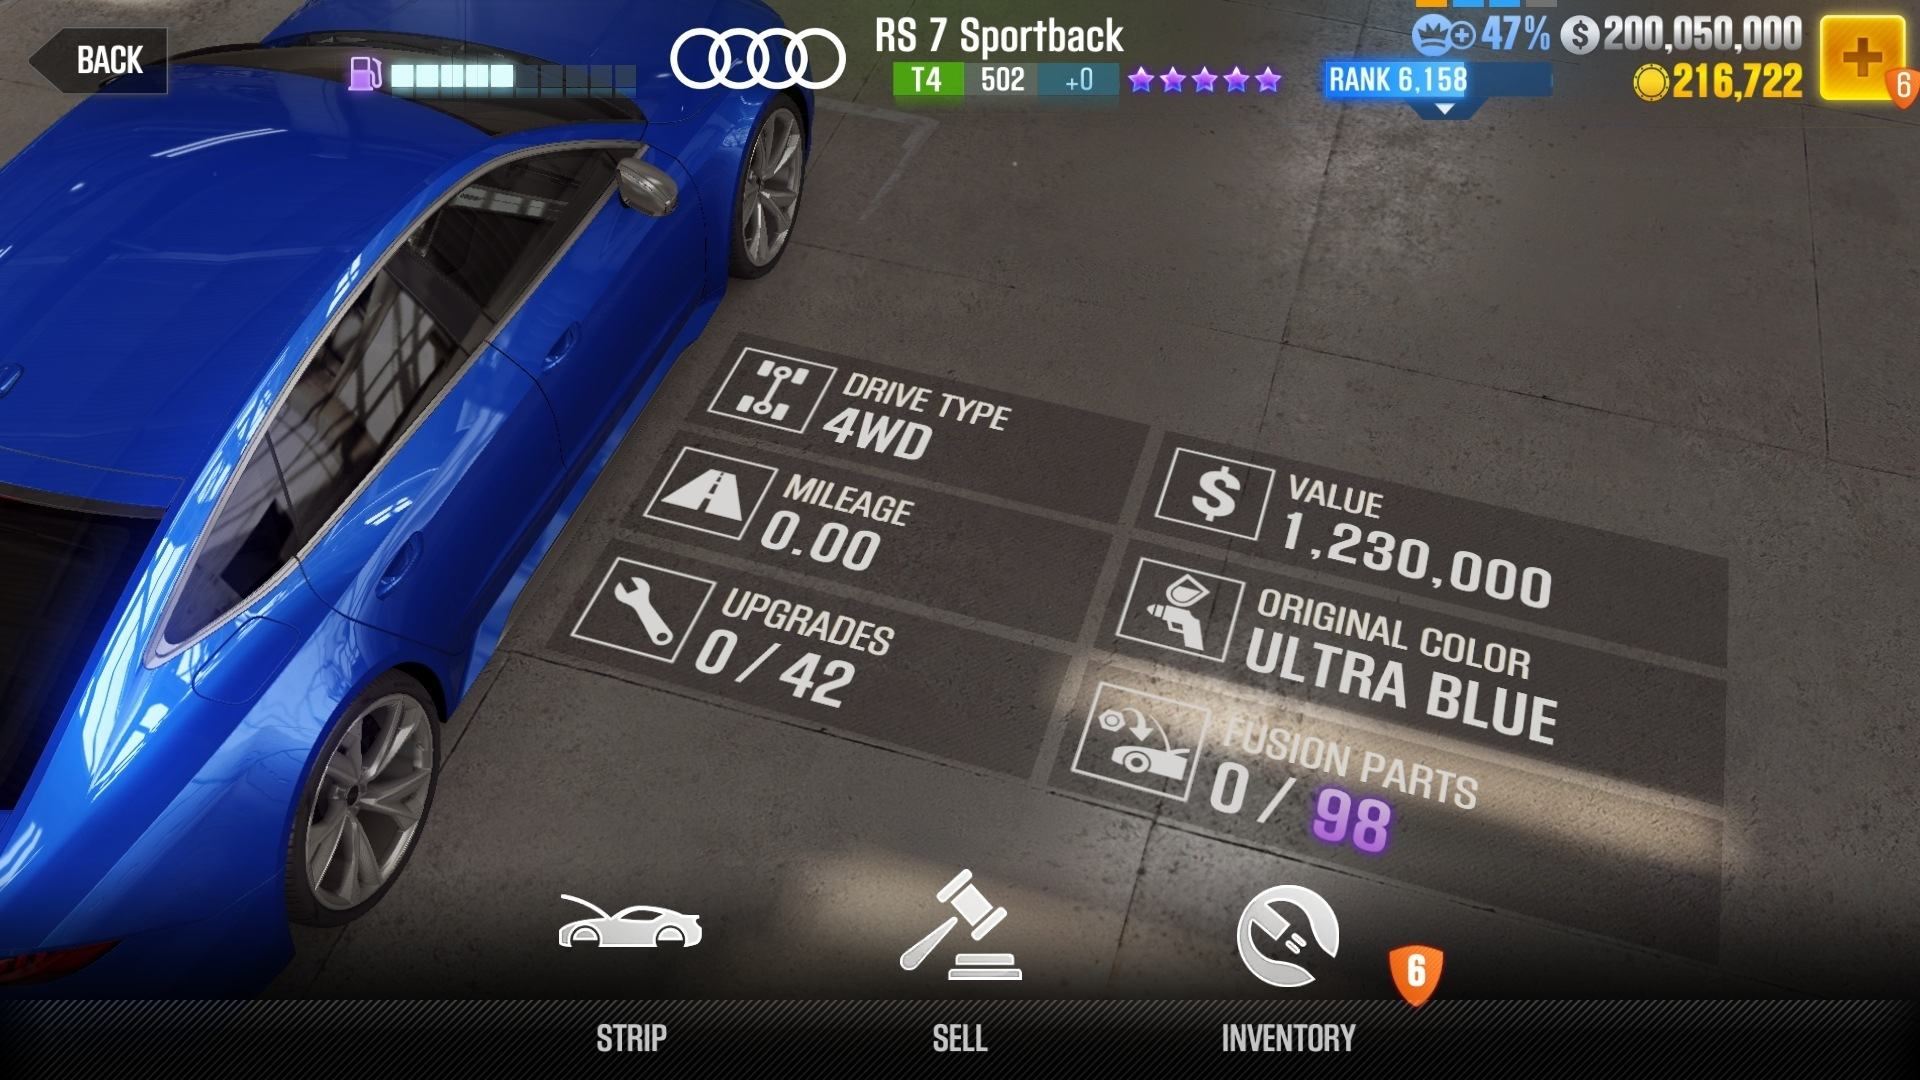 BACK
RS 7 Sportback
T4 502 +0
47%
RANK 6,158
$ 200,050,000
216,722
6
DRIVE TYPE
4WD
MILEAGE
0.00
UPGRADES
0 / 42
$ VALUE
1,230,000
ORIGINAL COLOR
ULTRA BLUE
FUSION PARTS
0 / 98
6
STRIP
SELL
INVENTORY